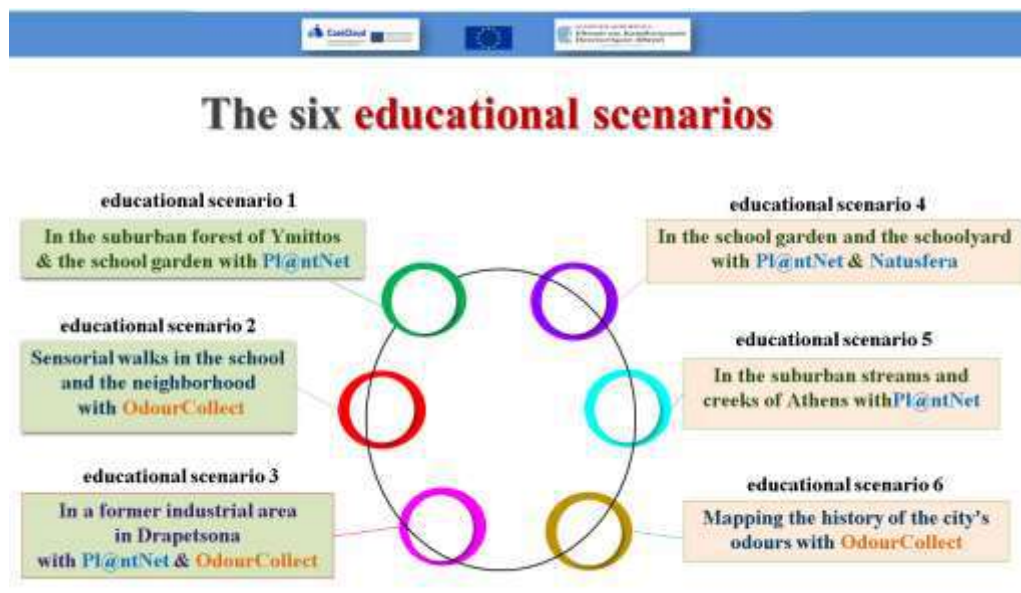 Cos4Cloud
The six educational scenarios
educational scenario 1
In the suburban forest of Ymittos
& the school garden with Pl@ntNet
educational scenario 2
Sensorial walks in the school
and the neighborhood
with OdourCollect
educational scenario 3
In a former industrial area
in Drapetsona
with Pl@ntNet & OdourCollect
educational scenario 4
In the school garden and the schoolyard
with Pl@ntNet & Natusfera
educational scenario 5
In the suburban streams and
creeks of Athens withPl@ntNet
educational scenario 6
Mapping the history of the city's
odours with OdourCollect